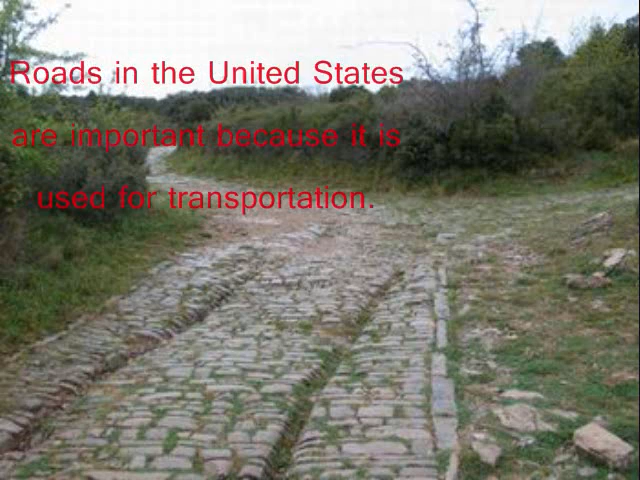 Roads in the United States
are important because it is
used for transportation.